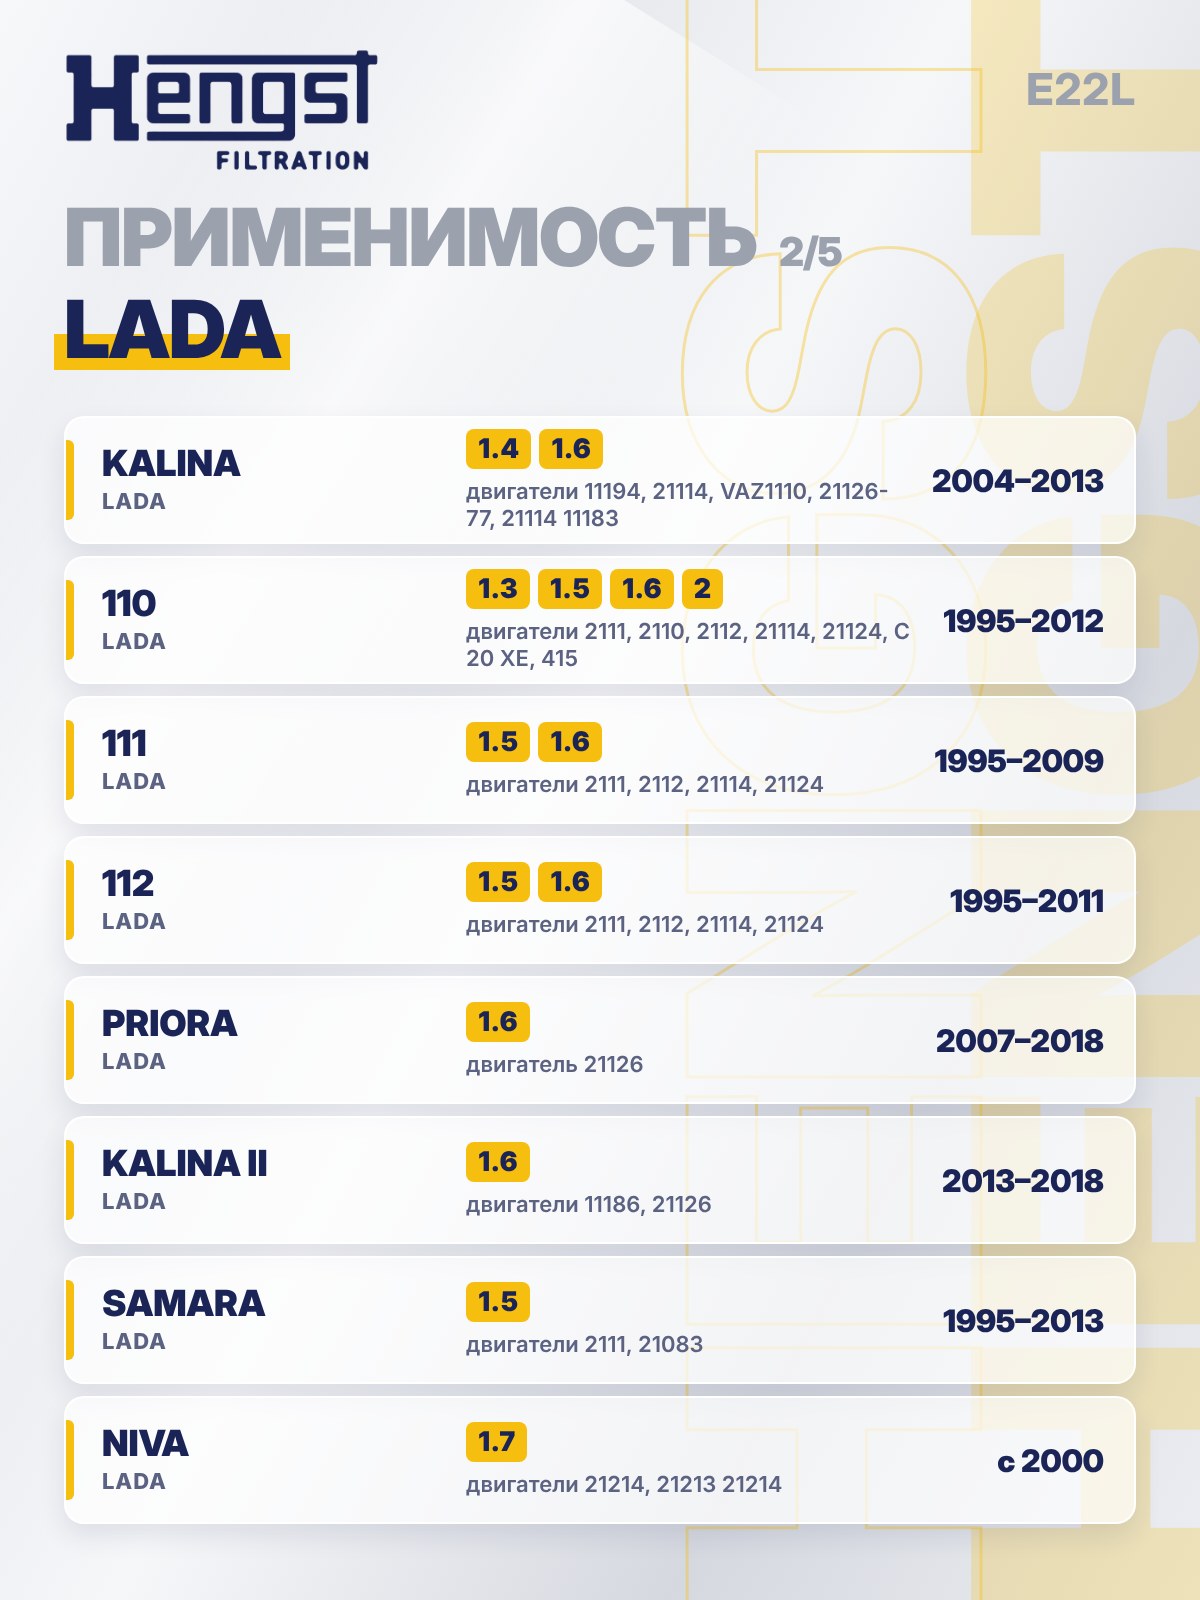 Hengst
FILTRATION
E22L
ПРИМЕНИМОСТЬ 2/5
LADA
KALINA
LADA
1.4 1.6
двигатели 11194, 21114, VAZ1110, 21126-
77, 21114 11183
2004–2013
110
LADA
1.3 1.5 1.6 2
двигатели 2111, 2110, 2112, 21114, 21124, C
20 XE, 415
1995–2012
111
LADA
1.5 1.6
двигатели 2111, 2112, 21114, 21124
1995–2009
112
LADA
1.5 1.6
двигатели 2111, 2112, 21114, 21124
1995–2011
PRIORA
LADA
1.6
двигатель 21126
2007–2018
KALINA II
LADA
1.6
двигатели 11186, 21126
2013–2018
SAMARA
LADA
1.5
двигатели 2111, 21083
1995–2013
NIVA
LADA
1.7
двигатели 21214, 21213 21214
с 2000
HENGST
HENGST